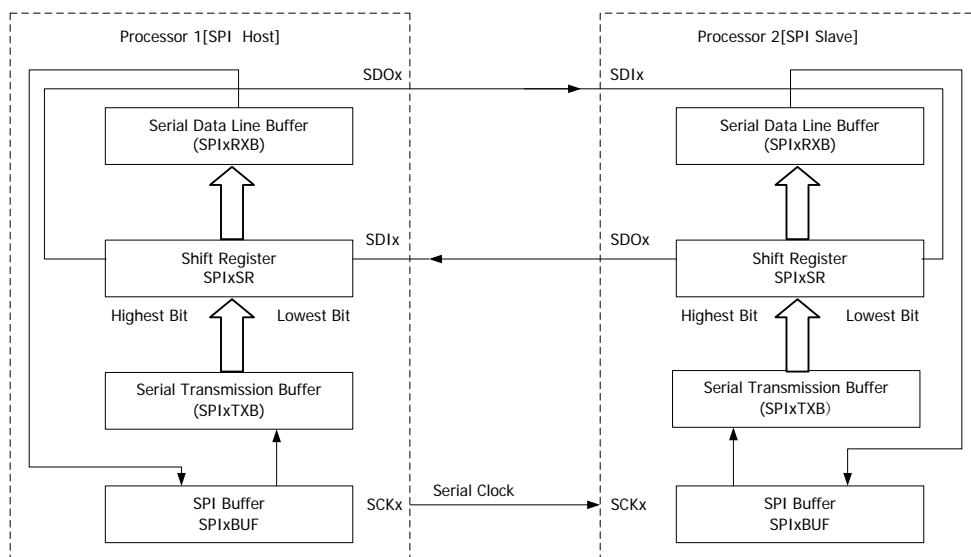 Processor 1[SPI Host]
SDOx
Serial Data Line Buffer
(SPIxRXB)
SDIx
Shift Register
SPIxSR
Highest Bit
Lowest Bit
Serial Transmission Buffer
(SPIxTXB)
SPI Buffer
SPIxBUF
SCKx
Serial Clock
Processor 2[SPI Slave]
SDIx
Serial Data Line Buffer
(SPIxRXB)
SDOx
Shift Register
SPIxSR
Highest Bit
Lowest Bit
Serial Transmission Buffer
(SPIxTXB)
SCKx
SPI Buffer
SPIxBUF